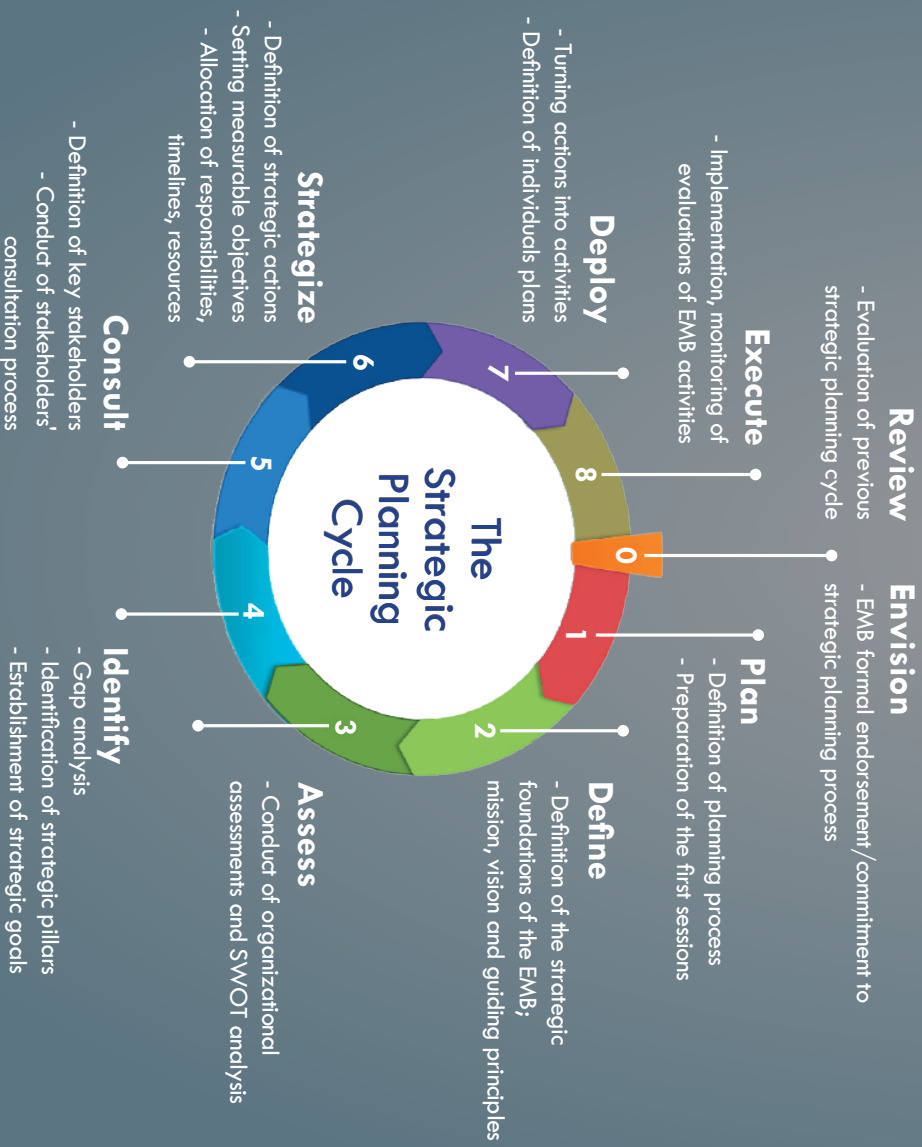 Review
- Evaluation of previous
strategic planning cycle
Envision
- EMB formal endorsement/commitment to
strategic planning process
0
Plan
- Definition of planning process
- Preparation of the first sessions
1
Define
- Definition of the strategic
foundations of the EMB;
mission, vision and guiding principles
2
Assess
- Conduct of organizational
assessments and SWOT analysis
3
Identify
- Gap analysis
- Identification of strategic pillars
- Establishment of strategic goals
4
Consult
- Definition of key stakeholders
- Conduct of stakeholders'
consultation process
5
Strategize
- Definition of strategic actions
- Setting measurable objectives
- Allocation of responsibilities,
timelines, resources
6
Deploy
- Turning actions into activities
- Definition of individuals plans
7
Execute
- Implementation, monitoring of
evaluations of EMB activities
8
The
Strategic
Planning
Cycle